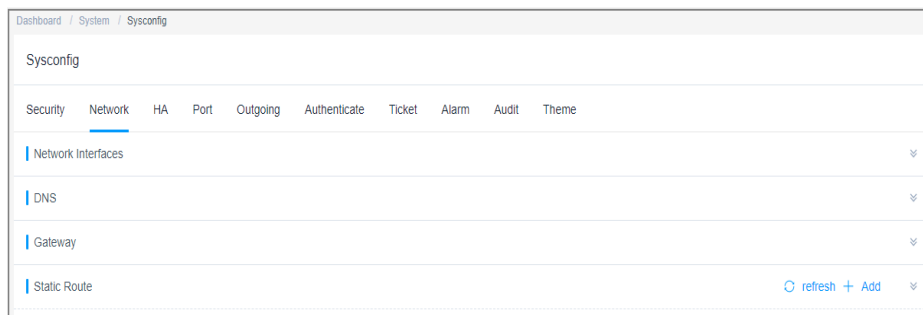 Dashboard / System / Sysconfig
Sysconfig
Security Network HA Port Outgoing Authenticate Ticket Alarm Audit Theme
Network Interfaces
DNS
Gateway
Static Route refresh + Add